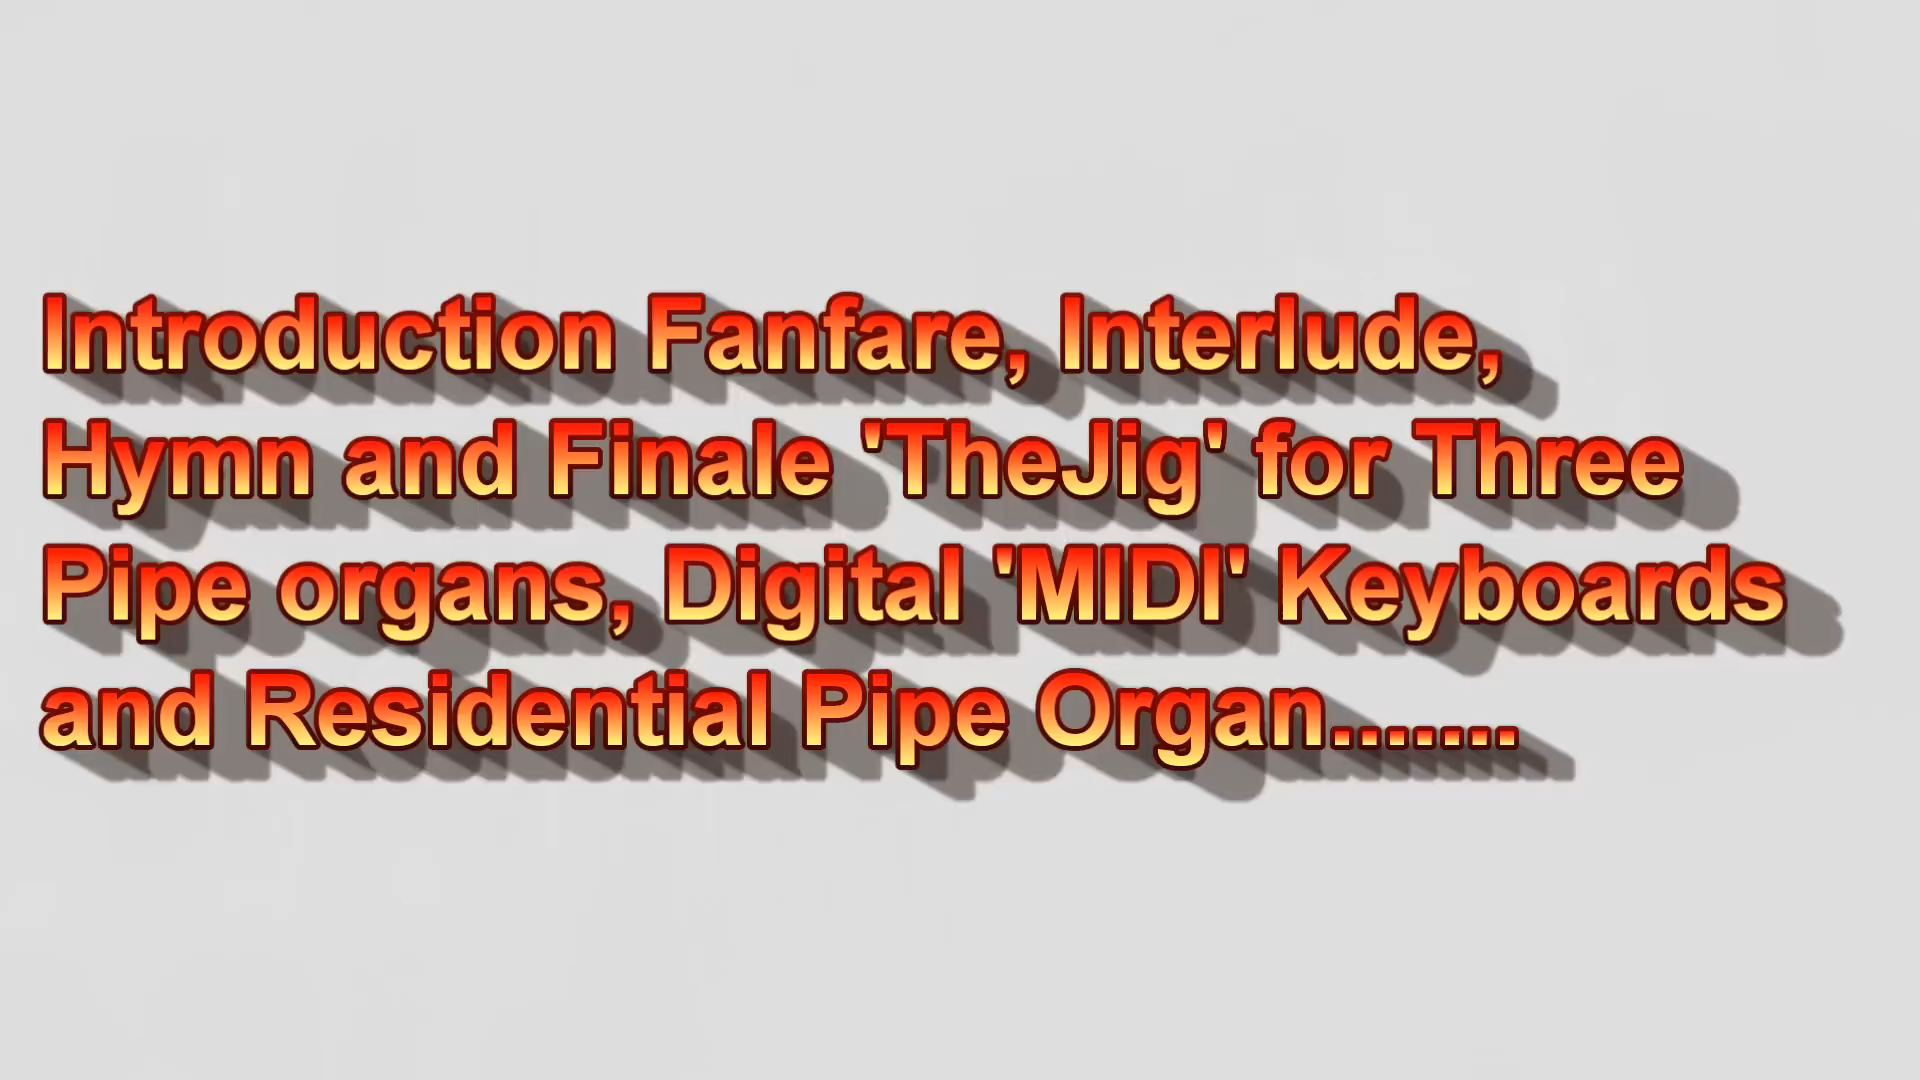 Introduction Fanfare, Interlude,
Hymn and Finale 'TheJig' for Three
Pipe organs, Digital 'MIDI' Keyboards
and Residential Pipe Organ.......